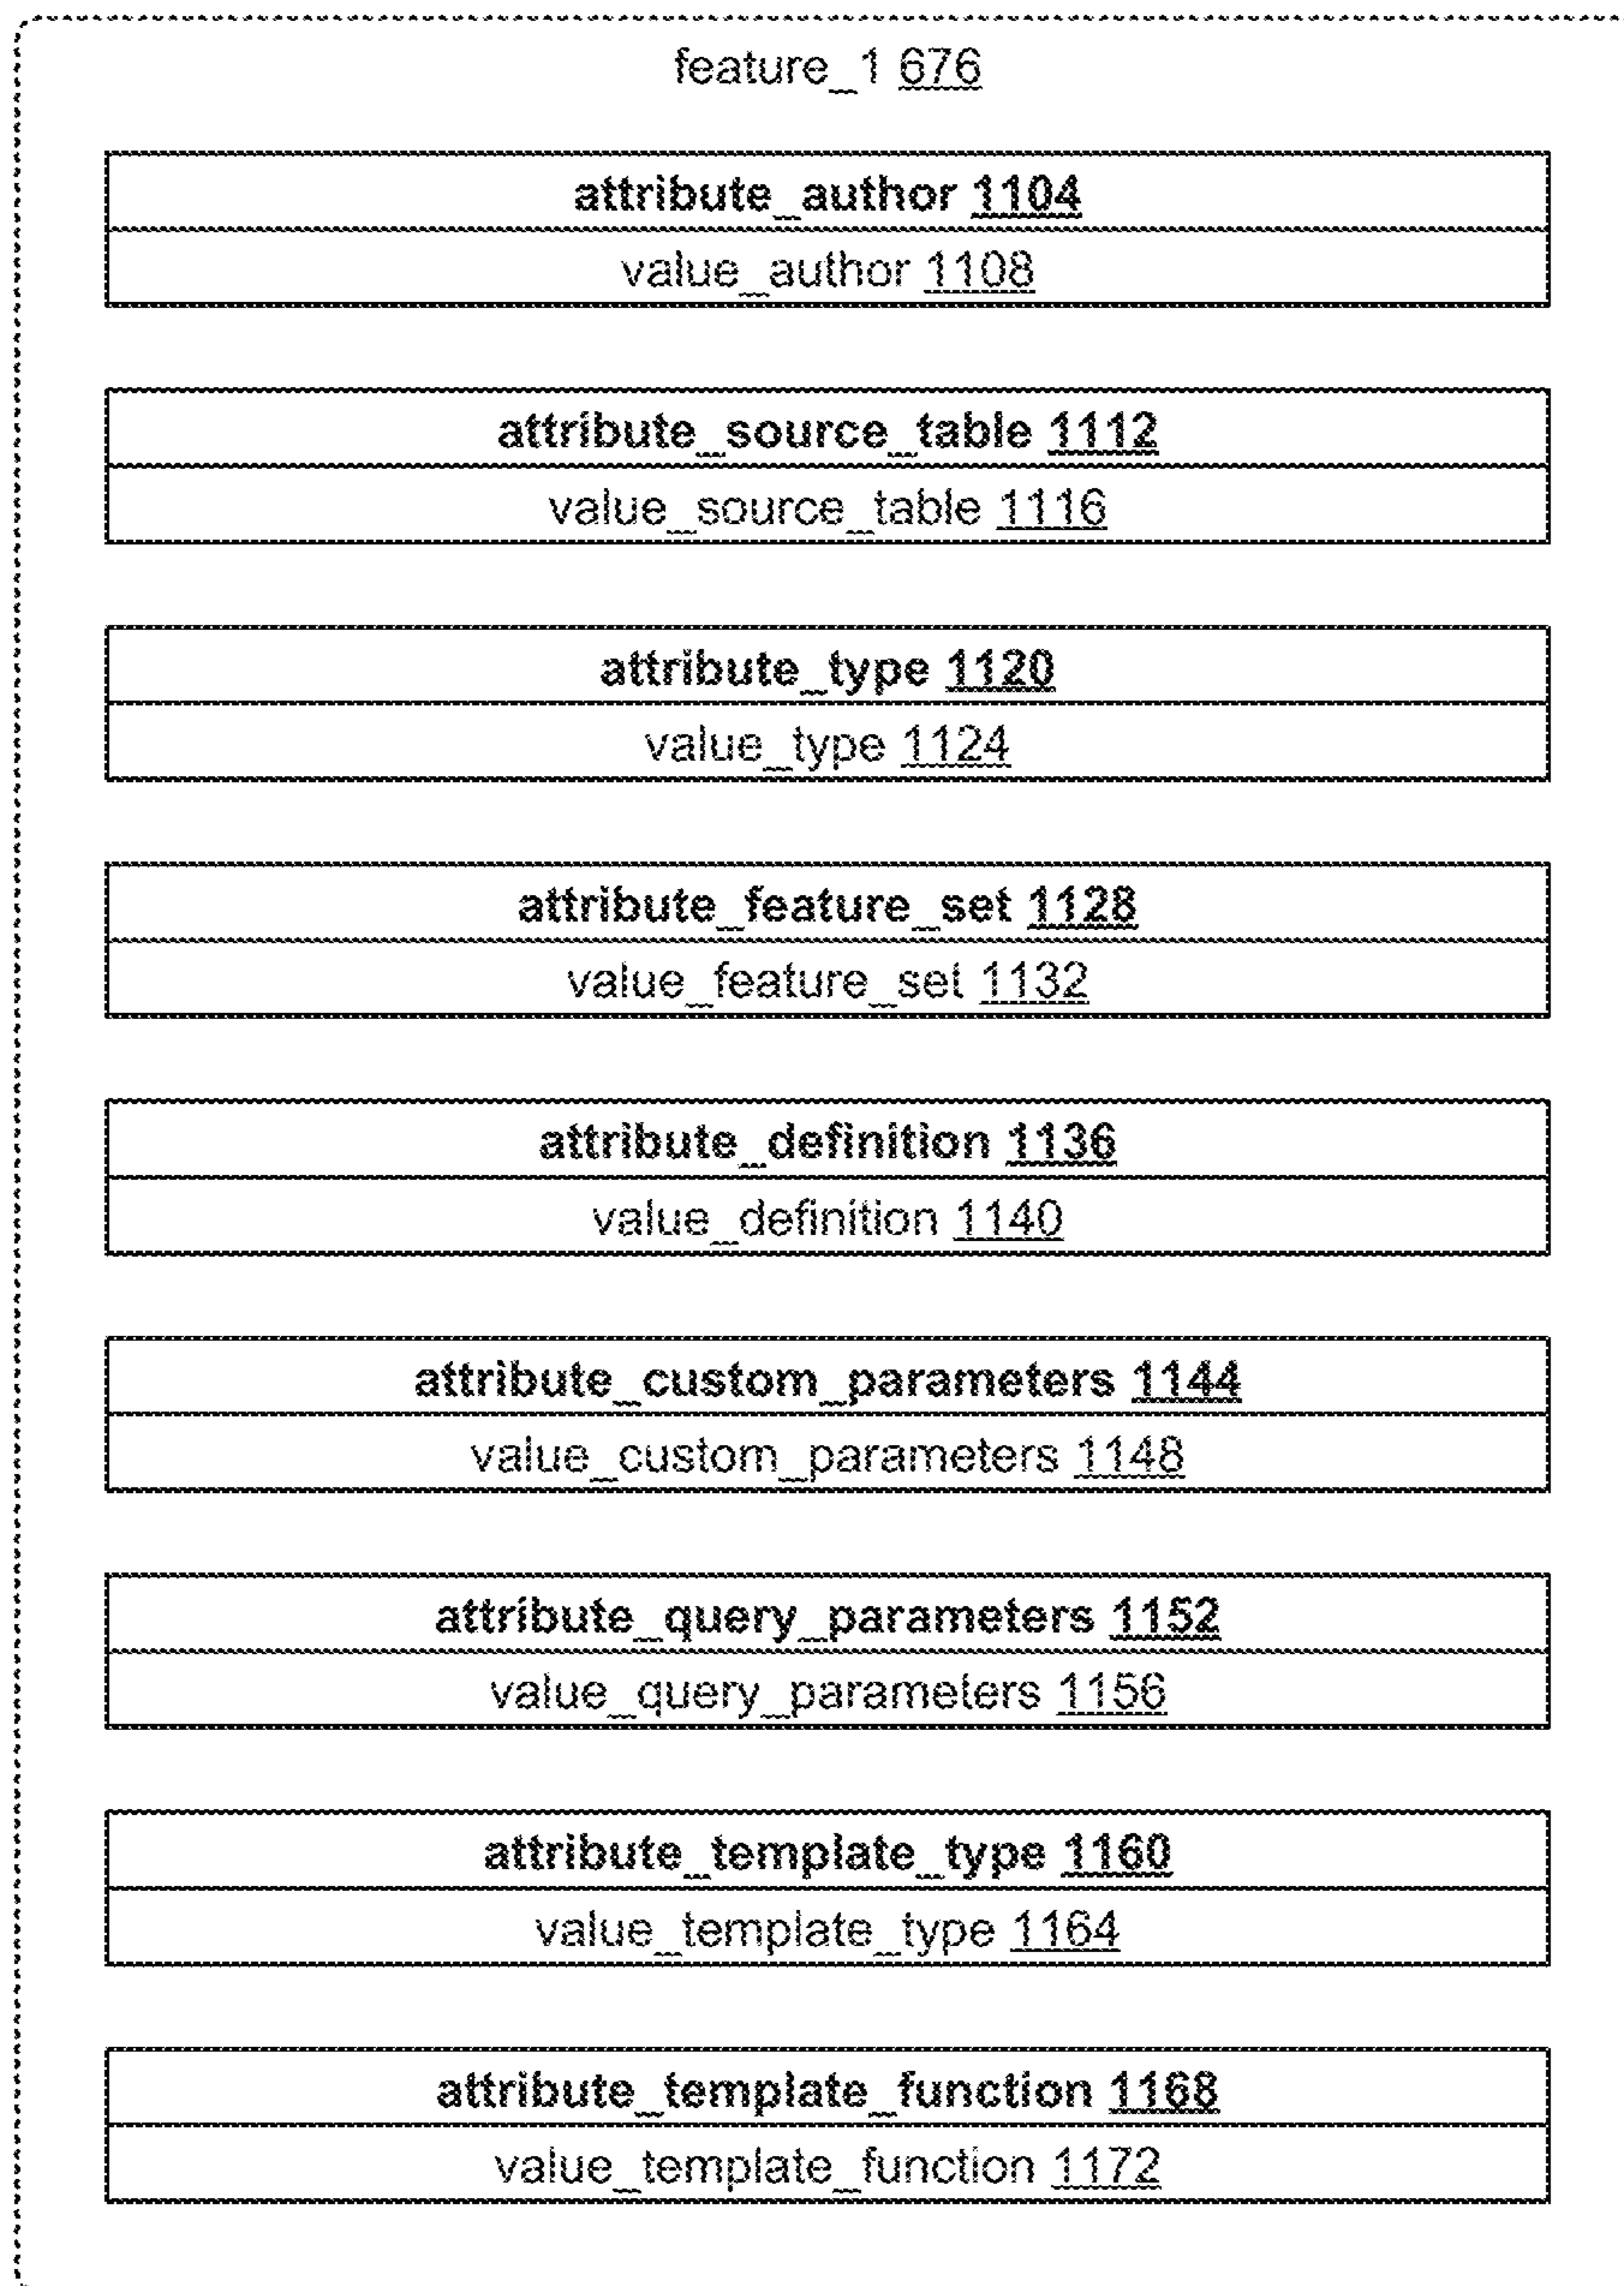 feature_1 676
attribute_author 1104
value_author 1108
attribute_source_table 1112
value_source_table 1116
attribute_type 1120
value_type 1124
attribute_feature_set 1128
value_feature_set 1132
attribute_definition 1136
value_definition 1140
attribute_custom_parameters 1144
value_custom_parameters 1148
attribute_query_parameters 1152
value_query_parameters 1156
attribute_template_type 1160
value_template_type 1164
attribute_template_function 1168
value_template_function 1172